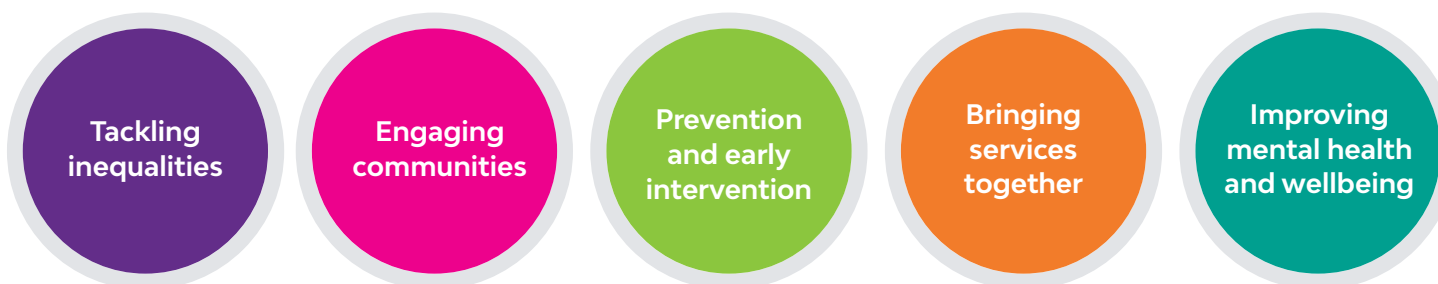 Tackling
inequalities
Engaging
communities
Prevention
and early
intervention
Bringing
services
together
Improving
mental health
and wellbeing